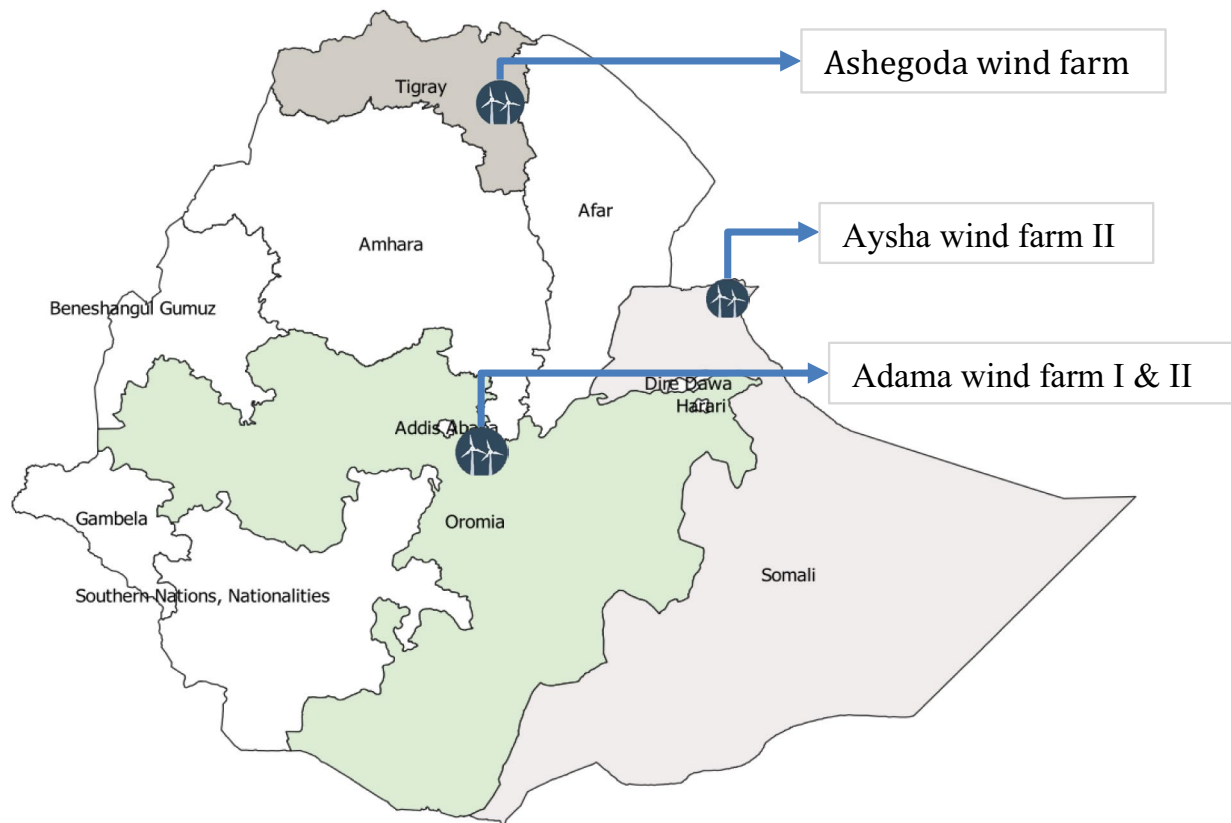 Ashegoda wind farm
Tigray
Afar
Aysha wind farm II
Amhara
Beneshangul Gumuz
Adama wind farm I & II
Dire Dawa
Harari
Addis Ababa
Gambela
Oromia
Somali
Southern Nations, Nationalities